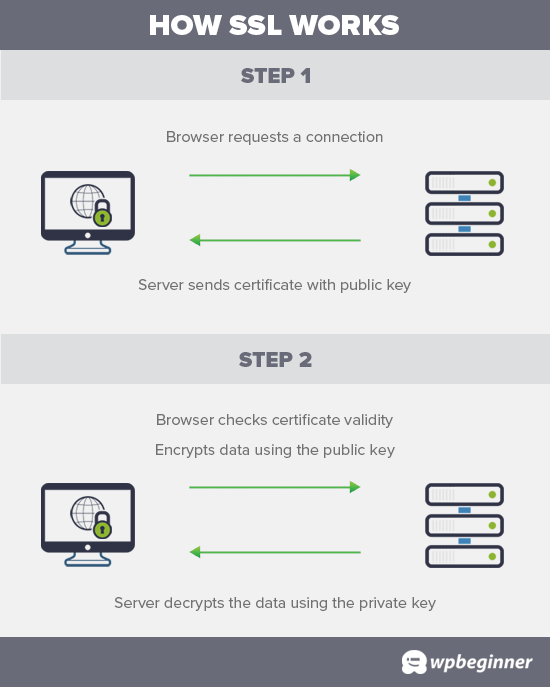 HOW SSL WORKS
STEP 1
Browser requests a connection
Server sends certificate with public key
STEP 2
Browser checks certificate validity
Encrypts data using the public key
Server decrypts the data using the private key
wpbeginner